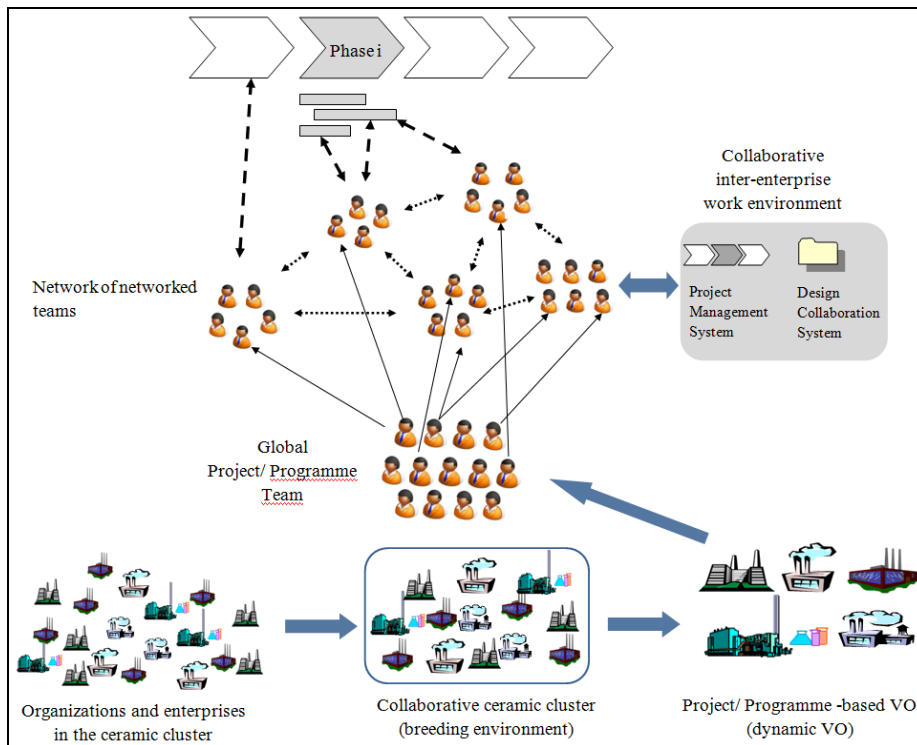 Phase i
Collaborative
inter-enterprise
work environment
Network of networked
teams
Project
Management
System
Design
Collaboration
System
Global
Project/ Programme
Team
Organizations and enterprises
in the ceramic cluster
Collaborative ceramic cluster
(breeding environment)
Project/ Programme -based VO
(dynamic VO)